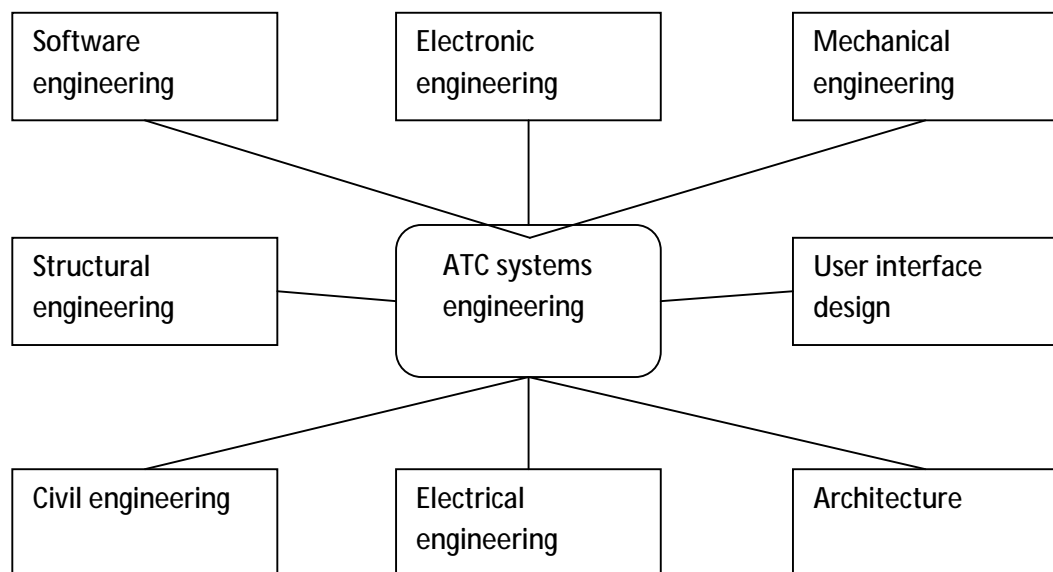 Software
engineering
Electronic
engineering
Mechanical
engineering
Structural
engineering
ATC systems
engineering
User interface
design
Civil engineering
Electrical
engineering
Architecture